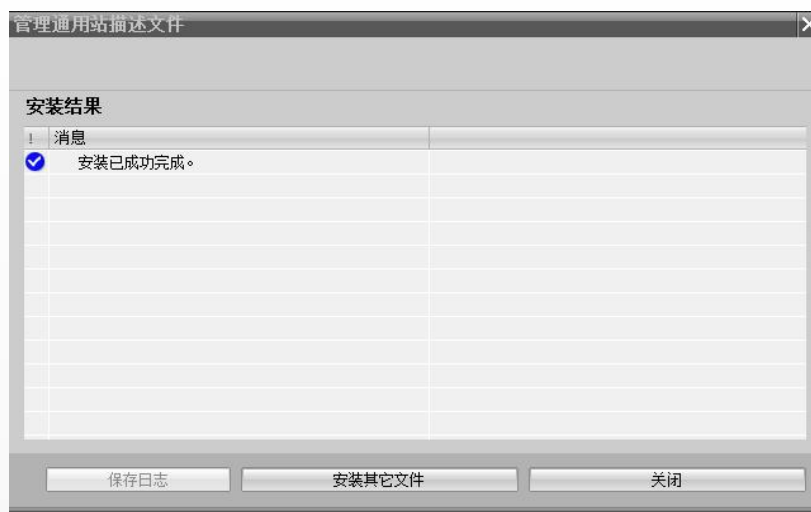 管理通用站描述文件
安装结果
! 消息
安装已成功完成。
保存日志 安装其它文件 关闭